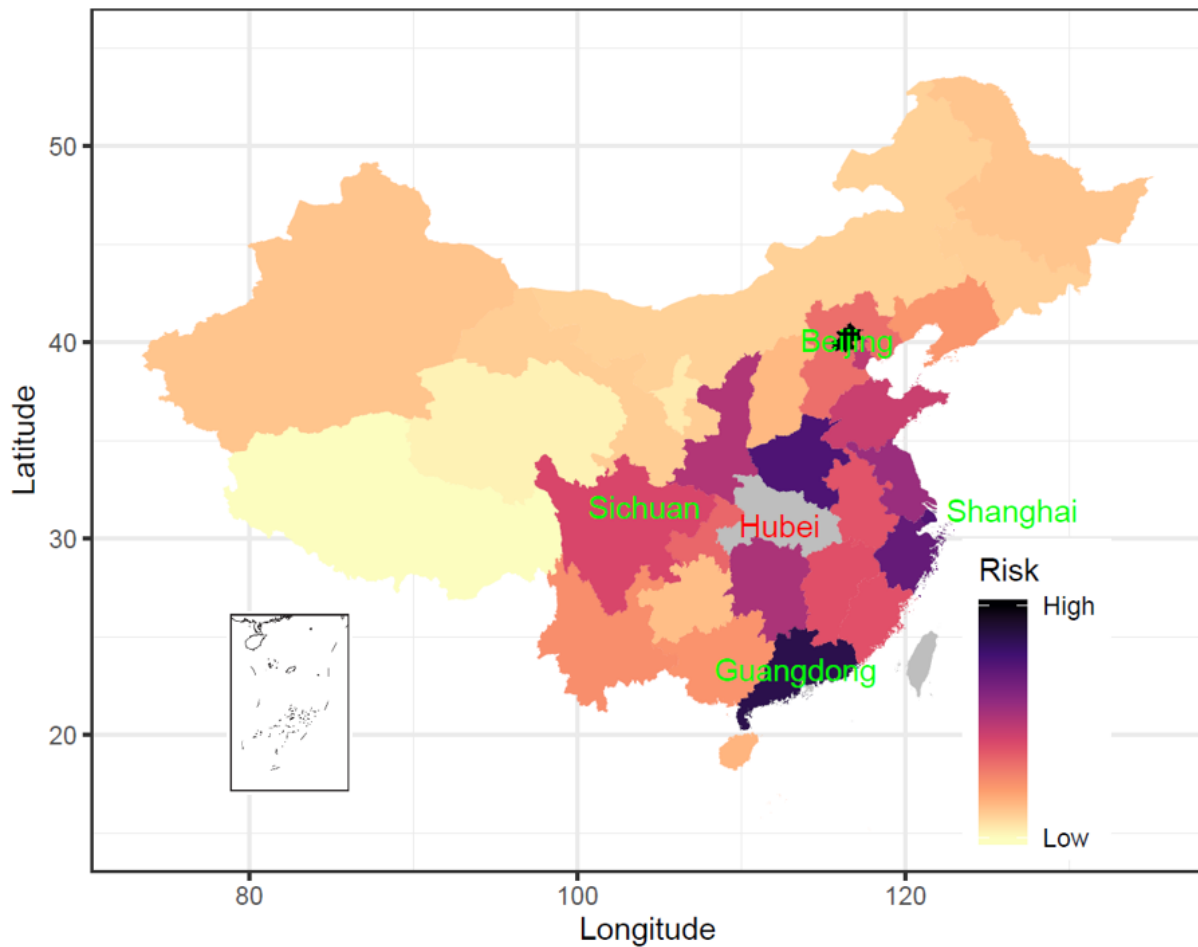 50
40
30
20
Latitude
Beijing
Sichuan
Hubei
Shanghai
Guangdong
Risk
High
Low
80
100
120
Longitude